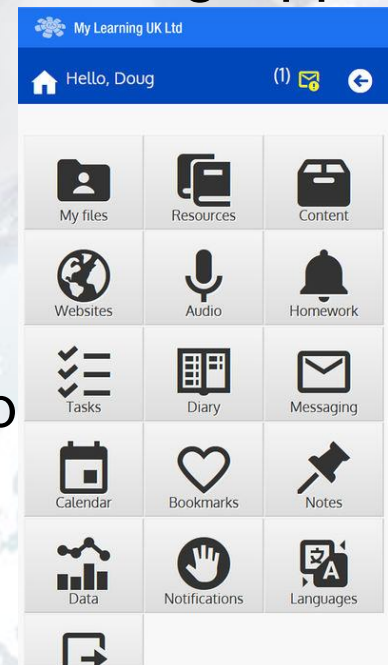 My Learning UK Ltd
Hello, Doug (1)
My files Resources Content
Websites Audio Homework
Tasks Diary Messaging
Calendar Bookmarks Notes
Data Notifications Languages